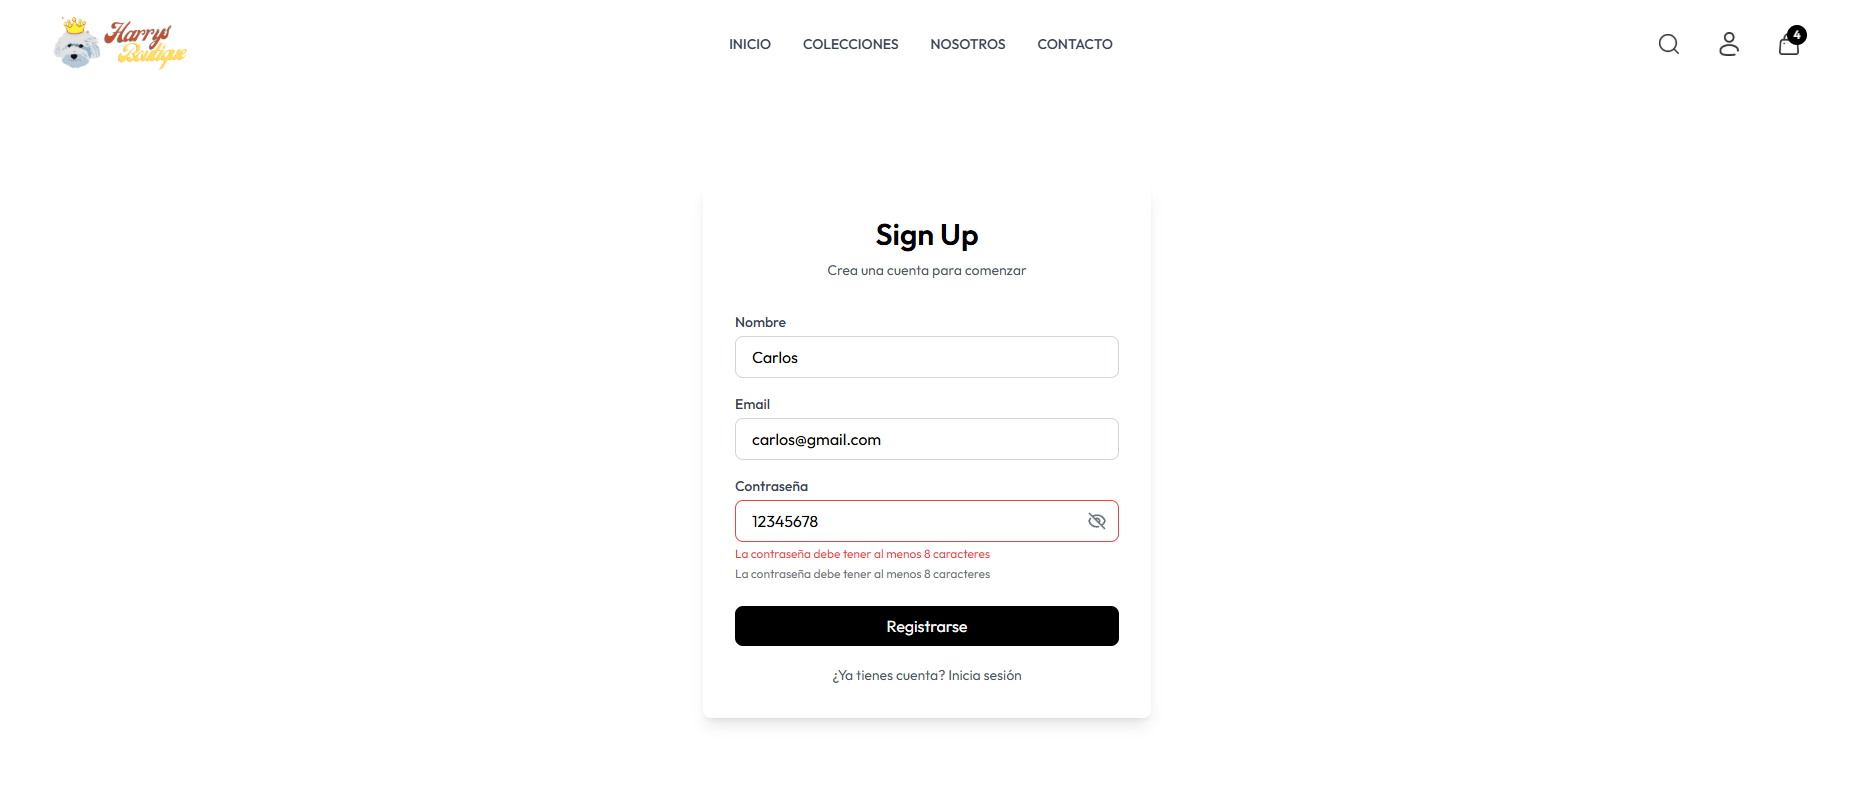 Harrys
Boutique
INICIO COLECCIONES NOSOTROS CONTACTO
4
Sign Up
Crea una cuenta para comenzar
Nombre
Carlos
Email
carlos@gmail.com
Contraseña
12345678
La contraseña debe tener al menos 8 caracteres
La contraseña debe tener al menos 8 caracteres
Registrarse
¿Ya tienes cuenta? Inicia sesión